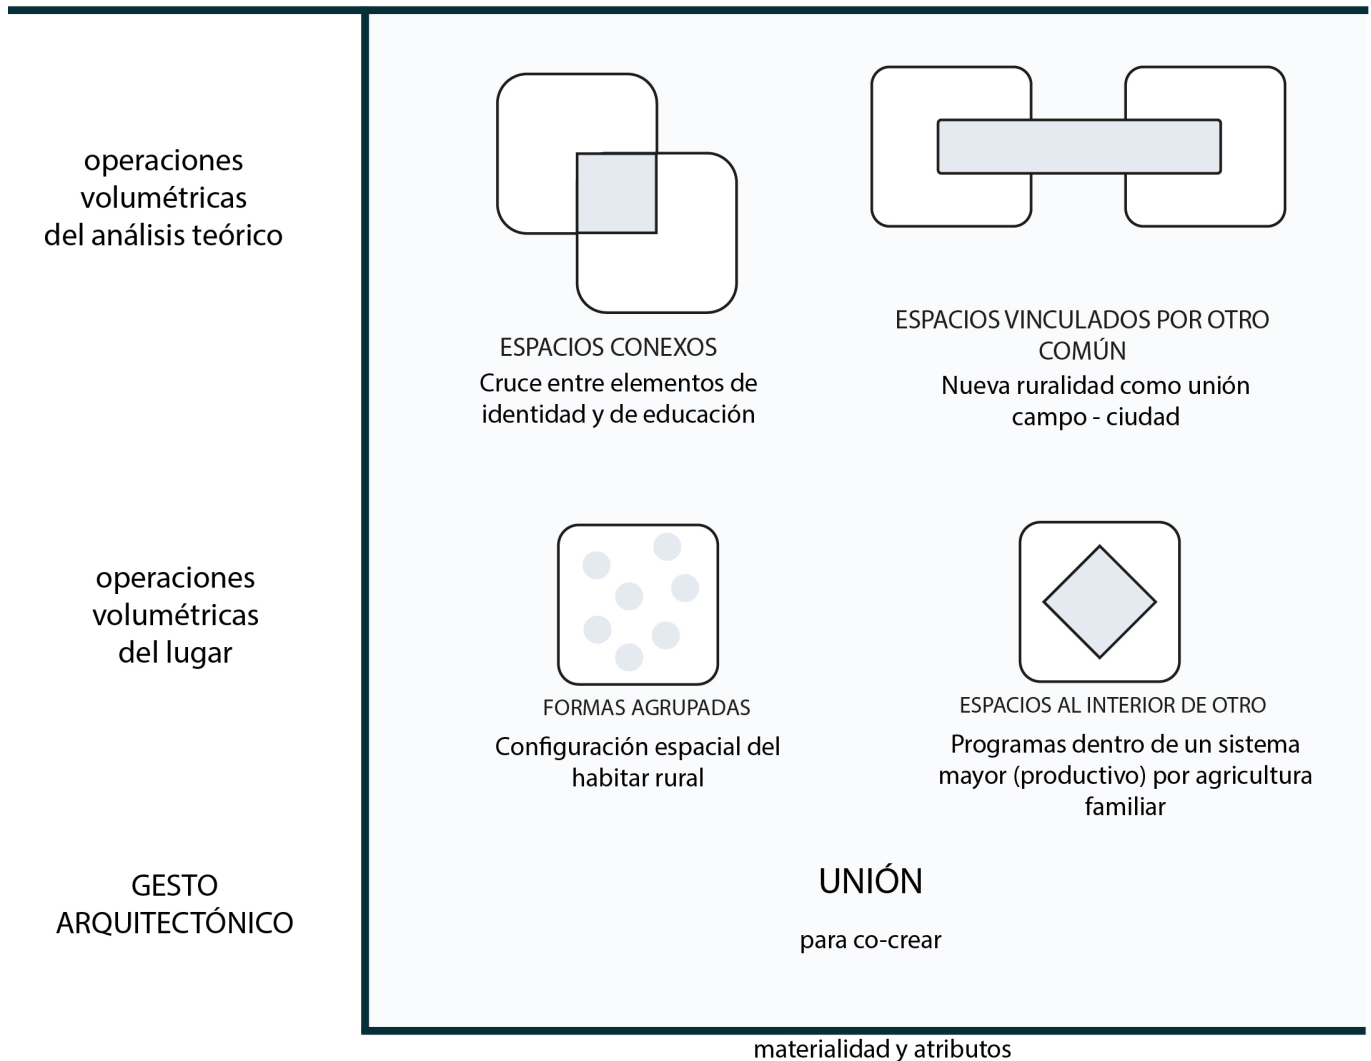 operaciones
volumétricas
del análisis teórico
ESPACIOS CONEXOS
Cruce entre elementos de
identidad y de educación
ESPACIOS VINCULADOS POR OTRO
COMÚN
Nueva ruralidad como unión
campo - ciudad
operaciones
volumétricas
del lugar
FORMAS AGRUPADAS
Configuración espacial del
habitar rural
ESPACIOS AL INTERIOR DE OTRO
Programas dentro de un sistema
mayor (productivo) por agricultura
familiar
GESTO
ARQUITECTÓNICO
UNIÓN
para co-crear
materialidad y atributos